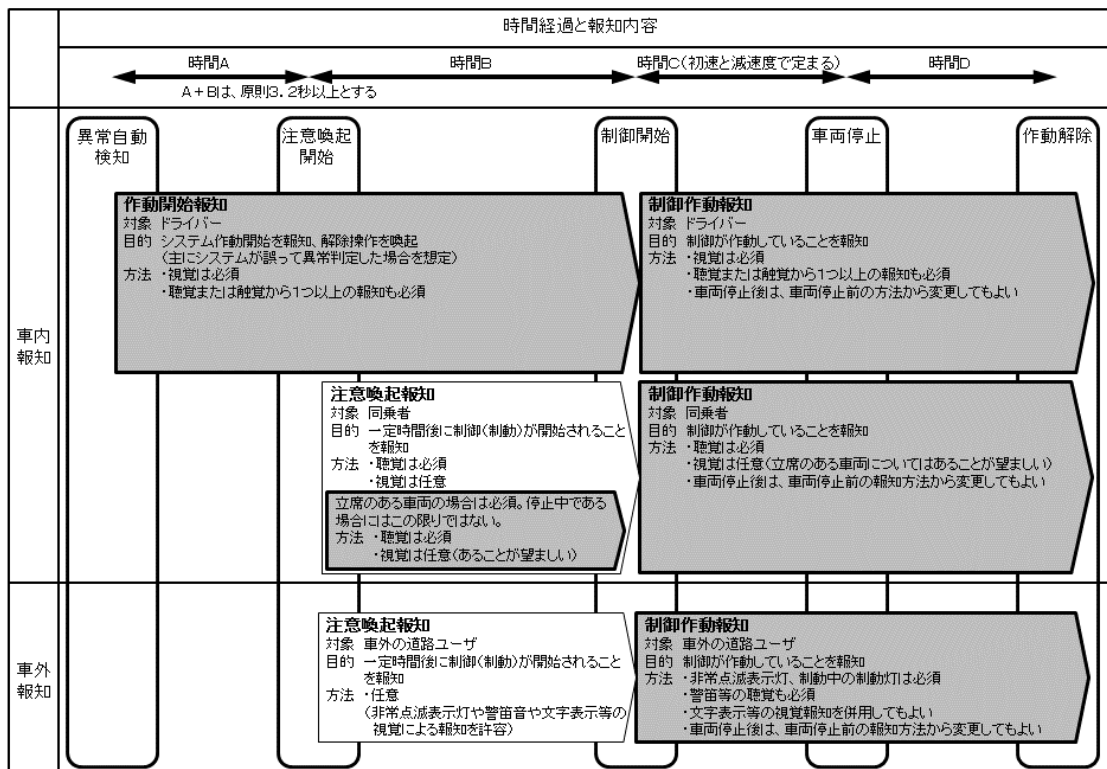 時間経過と報知内容
時間A
時間B
時間C(初速と減速度で定まる)
時間D
A+Bは、原則3.2秒以上とする
異常自動
検知
注意喚起
開始
制御開始
車両停止
作動解除
車内
報知
作動開始報知
対象 ドライバー
目的 システム作動開始を報知、解除操作を喚起
(主にシステムが誤って異常判定した場合を想定)
方法 ・視覚は必須
・聴覚または触覚から1つ以上の報知も必須
制御作動報知
対象 ドライバー
目的 制御が作動していることを報知
方法 ・視覚は必須
・聴覚または触覚から1つ以上の報知も必須
・車両停止後は、車両停止前の方法から変更してもよい
注意喚起報知
対象 同乗者
目的 一定時間後に制御(制動)が開始されること
を報知
方法 ・聴覚は必須
・視覚は任意
立席のある車両の場合は必須。停止中である
場合にはこの限りではない。
方法 ・聴覚は必須
・視覚は任意(あることが望ましい)
制御作動報知
対象 同乗者
目的 制御が作動していることを報知
方法 ・聴覚は必須
・視覚は任意(立席のある車両についてはあることが望ましい)
・車両停止後は、車両停止前の報知方法から変更してもよい
車外
報知
注意喚起報知
対象 車外の道路ユーザ
目的 一定時間後に制御(制動)が開始されること
を報知
方法 ・任意
(非常点滅表示灯や警笛音や文字表示等の
視覚による報知を許容)
制御作動報知
対象 車外の道路ユーザ
目的 制御が作動していることを報知
方法 ・非常点滅表示灯、制動中の制動灯は必須
・警笛等の聴覚も必須
・文字表示等の視覚報知を併用してもよい
・車両停止後は、車両停止前の報知方法から変更してもよい